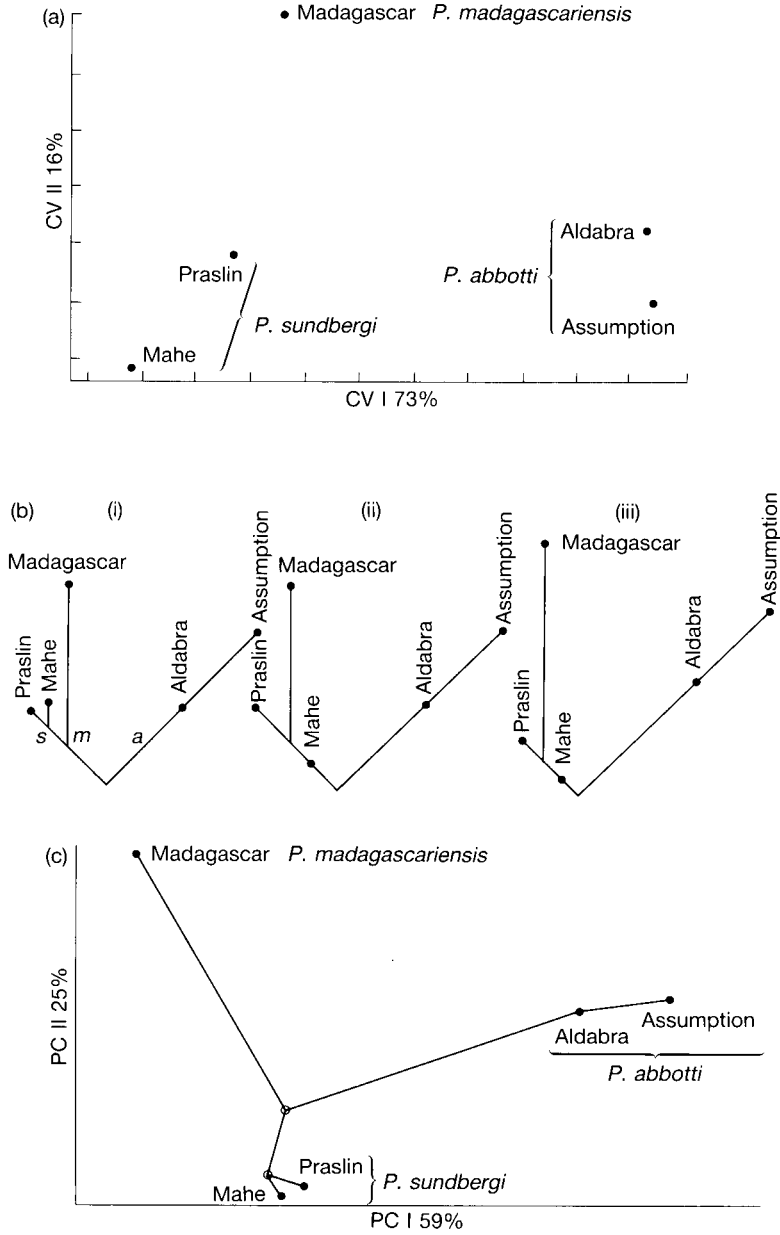 (a)
Madagascar P. madagascariensis
CV II 16%
Aldabra
Praslin
P. abbotti
P. sundbergi
Assumption
Mahe
CV I 73%
(b)
(i)
(ii)
(iii)
Madagascar
Praslin
Mahe
s
m
a
Aldabra
Assumption
Madagascar
Praslin
Mahe
Aldabra
Assumption
Madagascar
Praslin
Mahe
Aldabra
Assumption
(c)
Madagascar P. madagascariensis
PC II 25%
Assumption
Aldabra
P. abbotti
Praslin
P. sundbergi
Mahe
PC I 59%